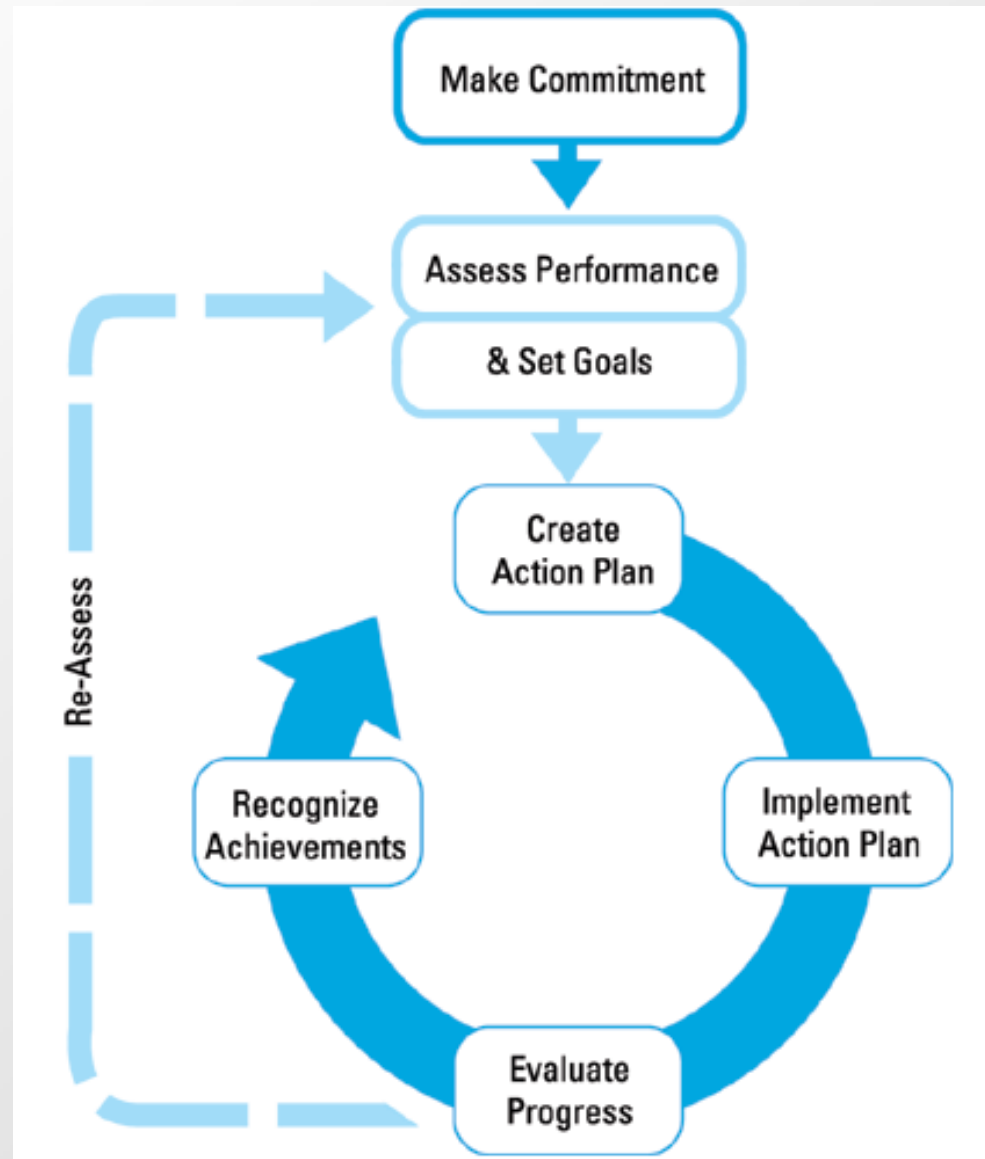 Make Commitment
Assess Performance
& Set Goals
Create
Action Plan
Re-Assess
Recognize
Achievements
Implement
Action Plan
Evaluate
Progress